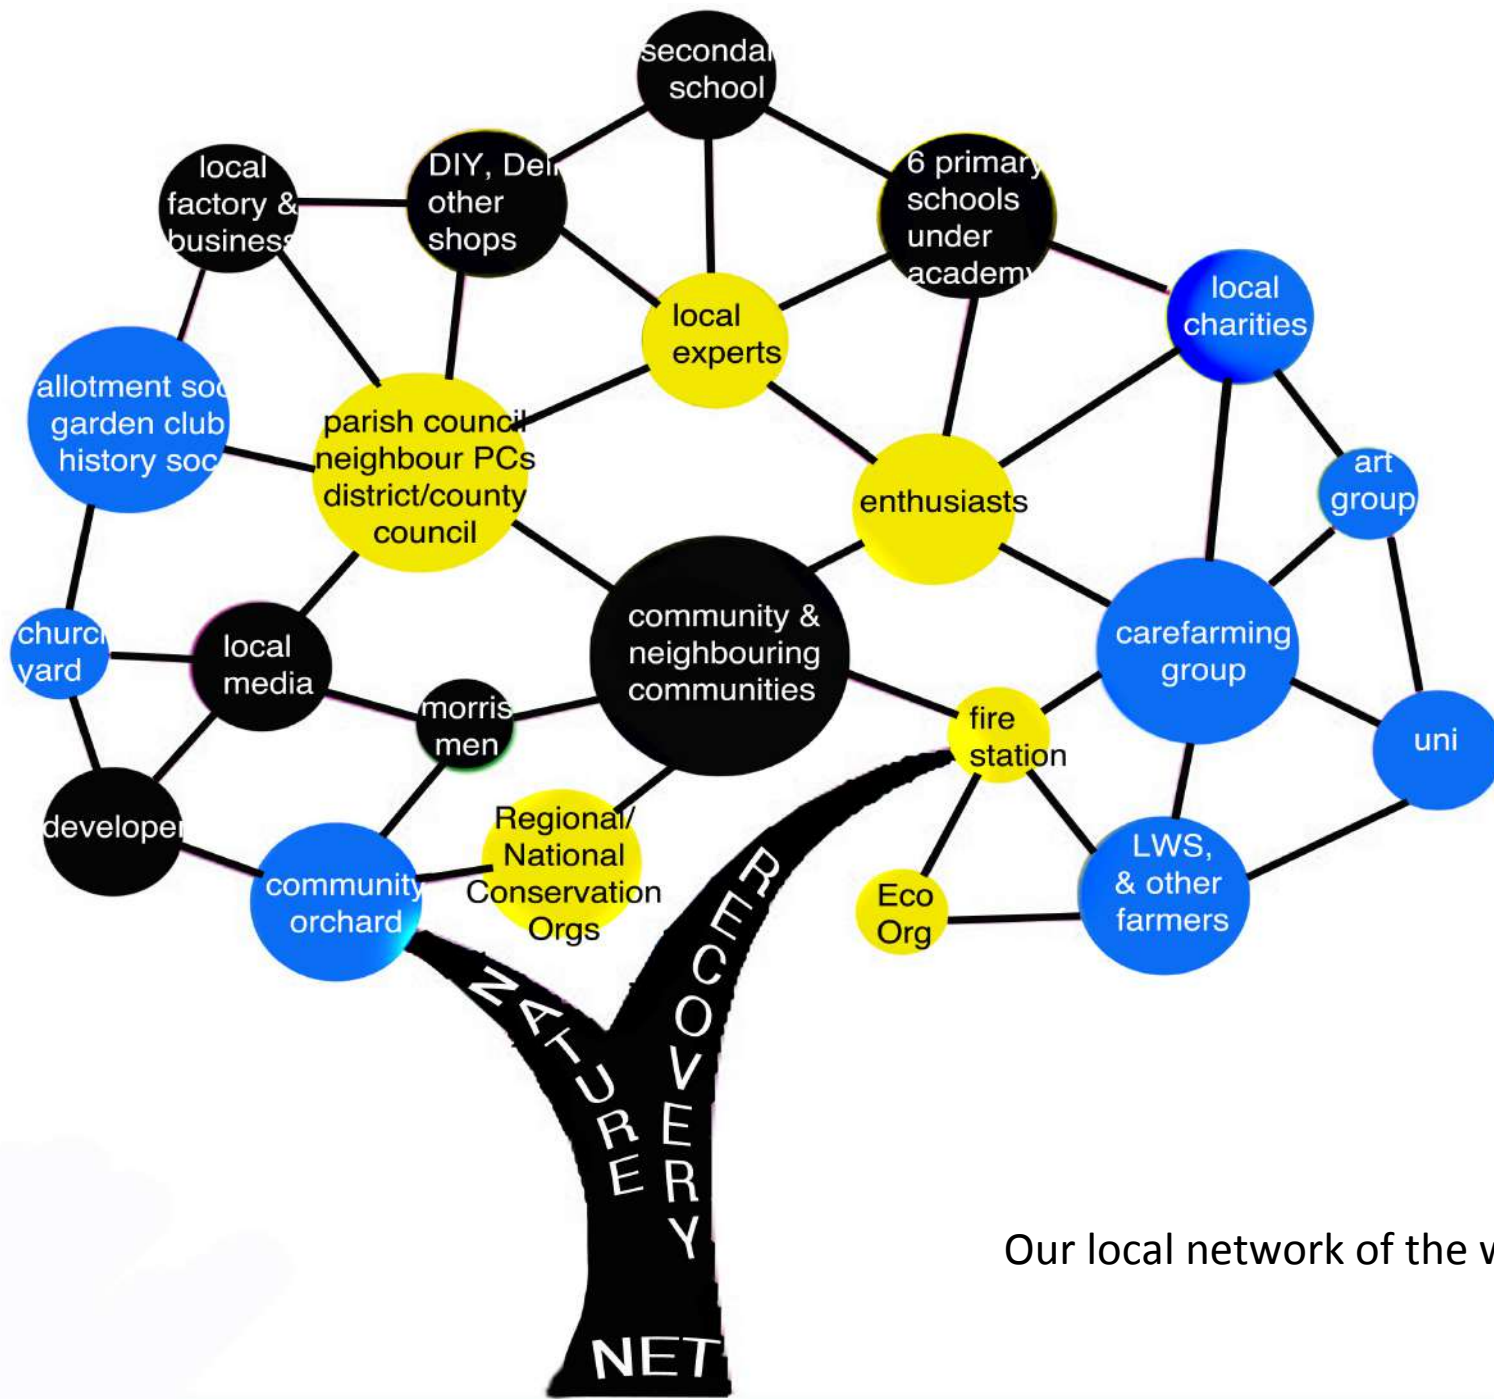 secondar
school
local
factory &
business
DIY, Deli
other
shops
6 primary
schools
under
academy
local
charities
local
experts
allotment soc
garden club
history soc
parish council
neighbour PCs
district/county
council
enthusiasts
art
group
church
yard
local
media
community &
neighbouring
communities
carefarming
group
morris
men
fire
station
uni
developer
community
orchard
Regional/
National
Conservation
Orgs
Eco
Org
LWS,
& other
farmers
NATURE
RECOVERY
NET
Our local network of the